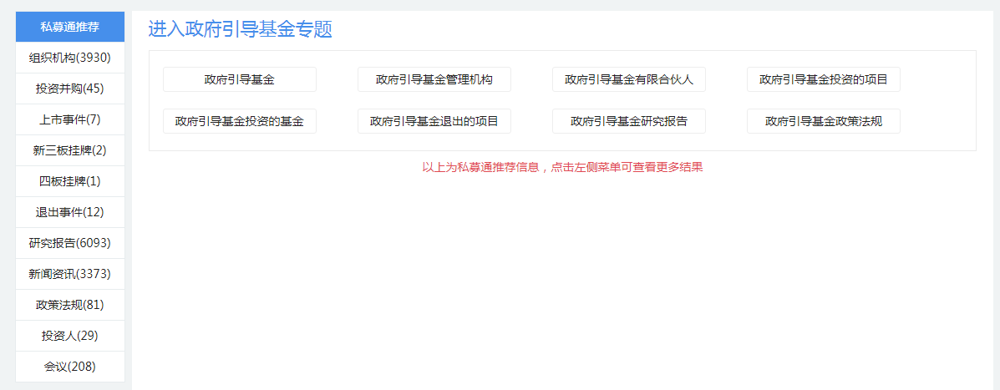 私募通推荐
组织机构(3930)
投资并购(45)
上市事件(7)
新三板挂牌(2)
四板挂牌(1)
退出事件(12)
研究报告(6093)
新闻资讯(3373)
政策法规(81)
投资人(29)
会议(208)
进入政府引导基金专题
政府引导基金 政府引导基金管理机构 政府引导基金有限合伙人 政府引导基金投资的项目
政府引导基金投资的基金 政府引导基金退出的项目 政府引导基金研究报告 政府引导基金政策法规
以上为私募通推荐信息，点击左侧菜单可查看更多结果